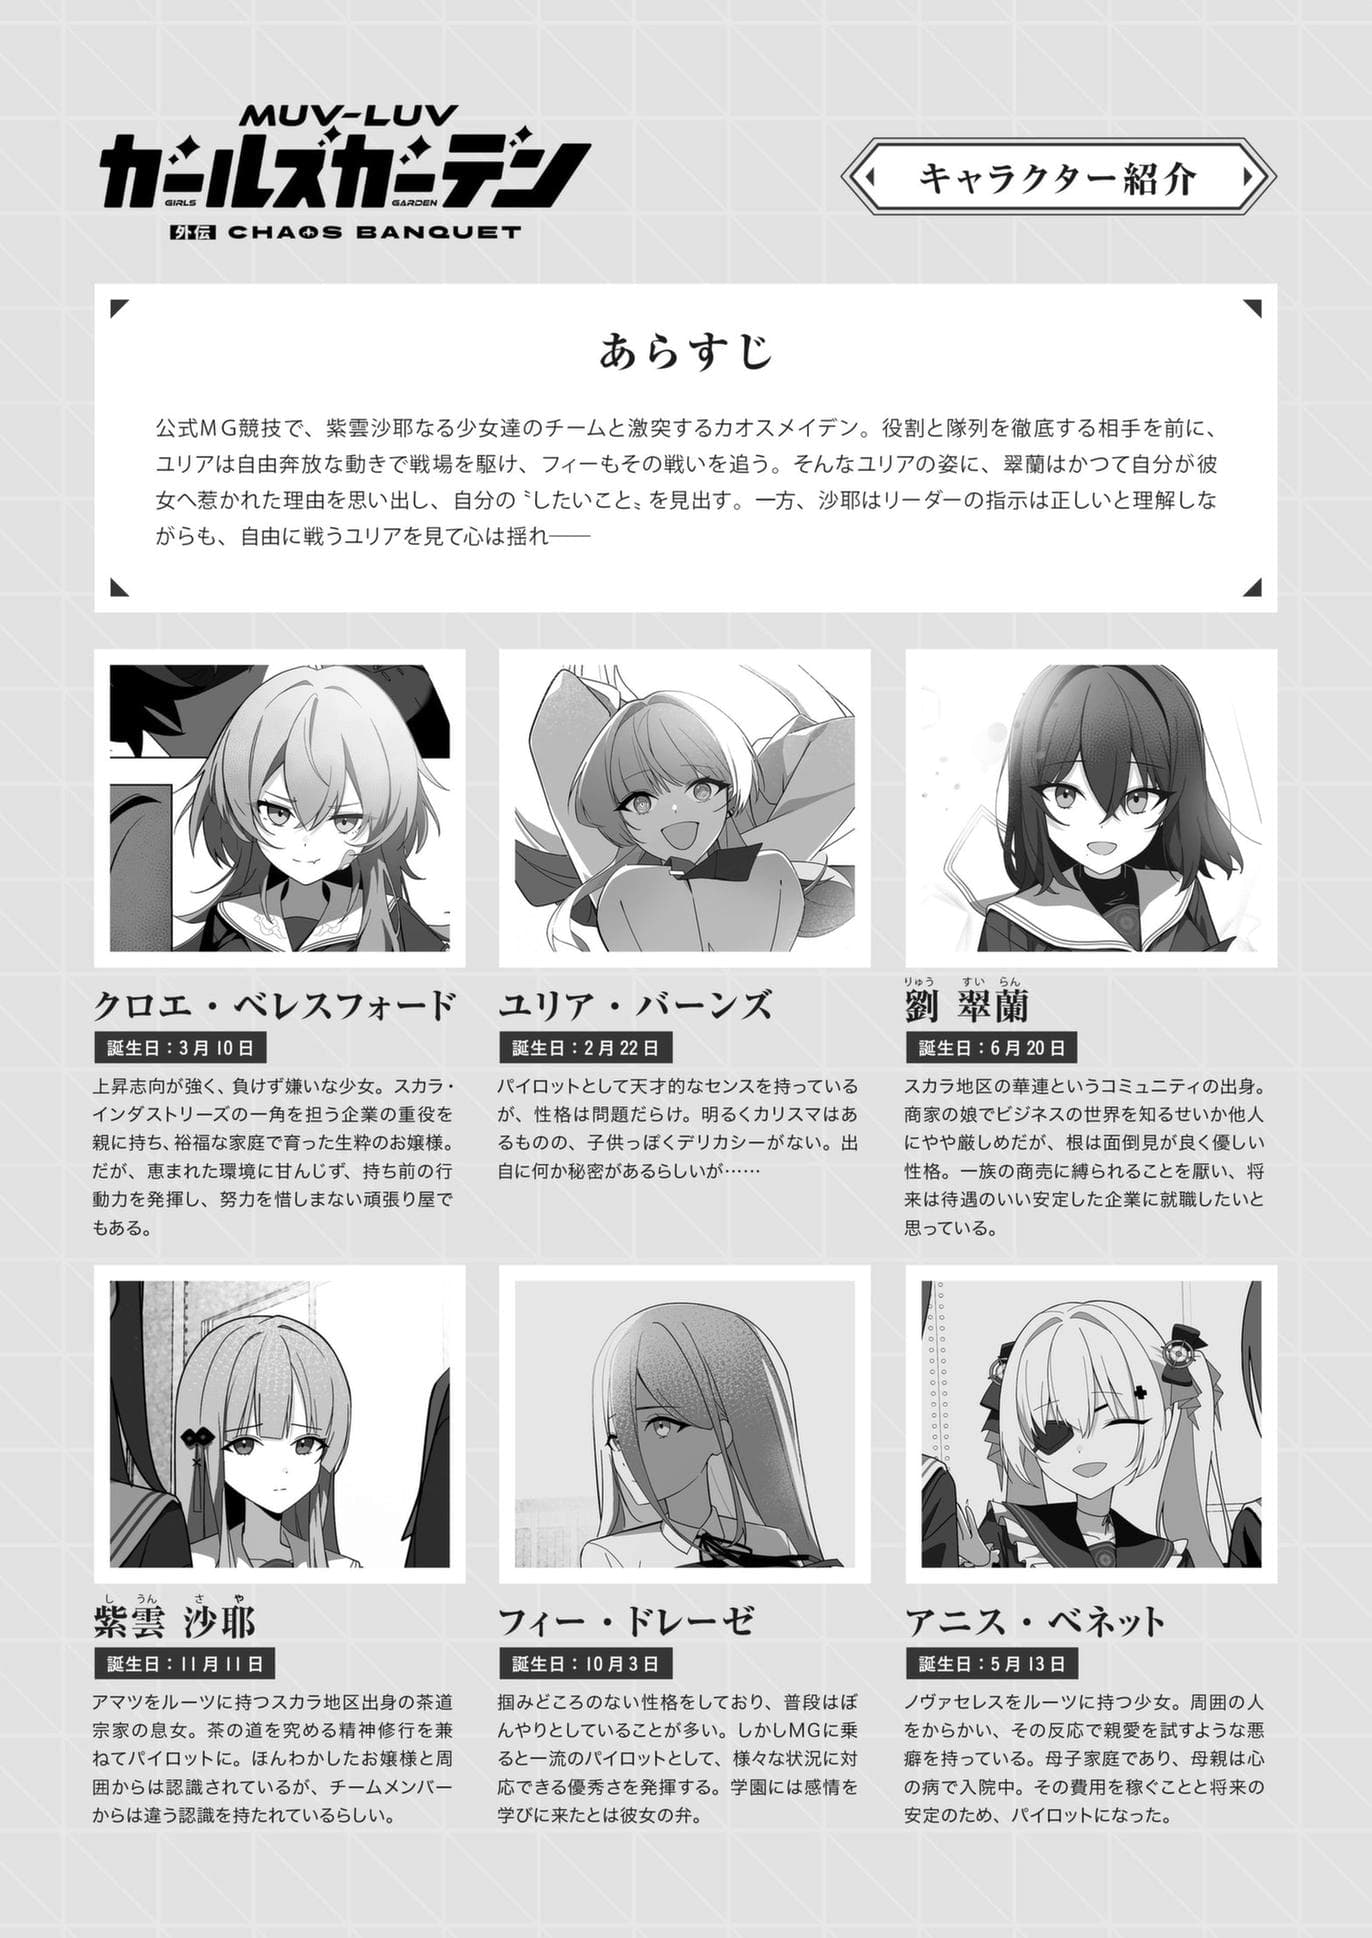 MUV-LUV
ガールズガーデン
GIRLS GARDEN
外伝 CHAOS BANQUET
キャラクター紹介
あらすじ
公式MG競技で、紫雲沙耶なる少女達のチームと激突するカオスメイデン。役割と隊列を徹底する相手を前に、
ユリアは自由奔放な動きで戦場を駆け、フィーもその戦いを追う。そんなユリアの姿に、翠蘭はかつて自分が彼
女へ惹かれた理由を思い出し、自分の〝したいこと〟を見出す。一方、沙耶はリーダーの指示は正しいと理解しな
がらも、自由に戦うユリアを見て心は揺れ──
クロエ・ベレスフォード
誕生日：3月10日
上昇志向が強く、負けず嫌いな少女。スカラ・
インダストリーズの一角を担う企業の重役を
親に持ち、裕福な家庭で育った生粋のお嬢様。
だが、恵まれた環境に甘んじず、持ち前の行
動力を発揮し、努力を惜しまない頑張り屋で
もある。
ユリア・バーンズ
誕生日：2月22日
パイロットとして天才的なセンスを持っている
が、性格は問題だらけ。明るくカリスマはあ
るものの、子供っぽくデリカシーがない。出
自に何か秘密があるらしいが……
りゅう すい らん
劉 翠蘭
誕生日：6月20日
スカラ地区の華連というコミュニティの出身。
商家の娘でビジネスの世界を知るせいか他人
にやや厳しめだが、根は面倒見が良く優しい
性格。一族の商売に縛られることを厭い、将
来は待遇のいい安定した企業に就職したいと
思っている。
し うん さ や
紫雲 沙耶
誕生日：11月11日
アマツをルーツに持つスカラ地区出身の茶道
宗家の息女。茶の道を究める精神修行を兼
ねてパイロットに。ほんわかしたお嬢様と周
囲からは認識されているが、チームメンバー
からは違う認識を持たれているらしい。
フィー・ドレーゼ
誕生日：10月3日
掴みどころのない性格をしており、普段はぼ
んやりとしていることが多い。しかしMGに乗
ると一流のパイロットとして、様々な状況に対
応できる優秀さを発揮する。学園には感情を
学びに来たとは彼女の弁。
アニス・ベネット
誕生日：5月13日
ノヴァセレスをルーツに持つ少女。周囲の人
をからかい、その反応で親愛を試すような悪
癖を持っている。母子家庭であり、母親は心
の病で入院中。その費用を稼ぐことと将来の
安定のため、パイロットになった。